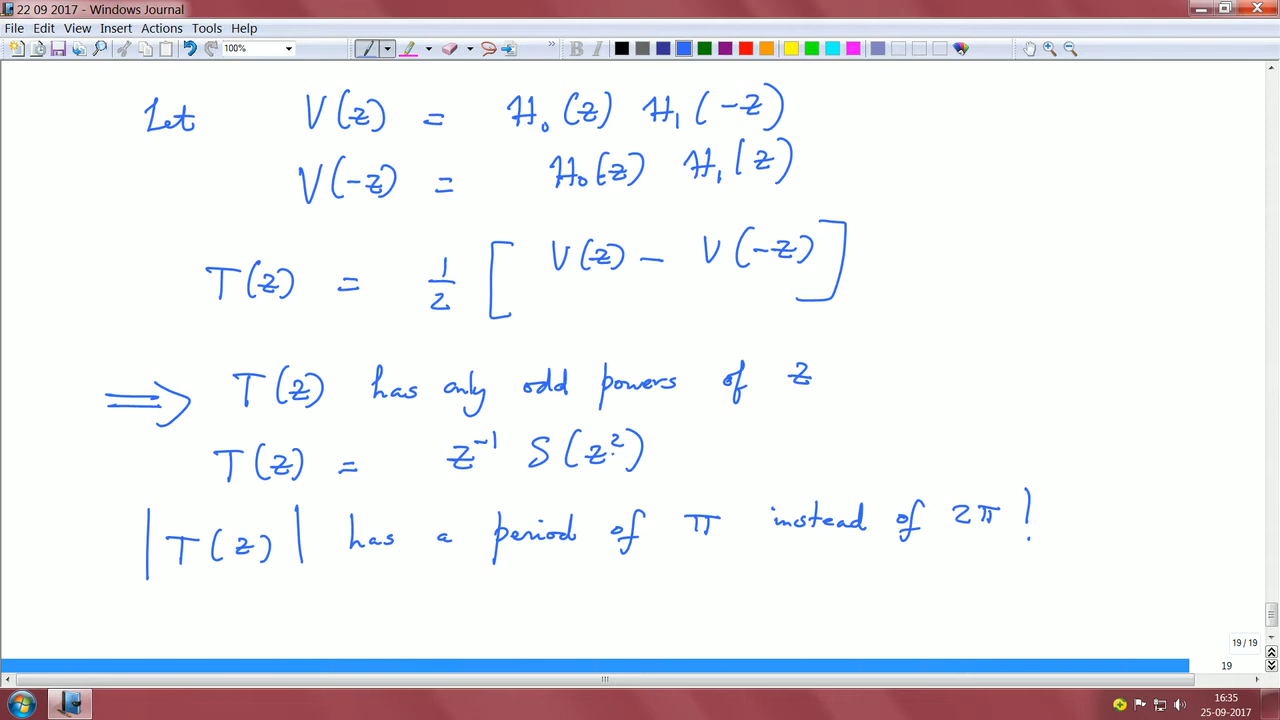 22 09 2017 - Windows Journal
File Edit View Insert Actions Tools Help
100%
Let V(z) = H₀(z) H₁(-z)
V(-z) = H₀(-z) H₁(z)
T(z) = 1/2 [ V(z) - V(-z) ]
⟹ T(z) has only odd powers of z
T(z) = z⁻¹ S(z²)
|T(z)| has a period of π instead of 2π!
19/19
19
16:35
25-09-2017